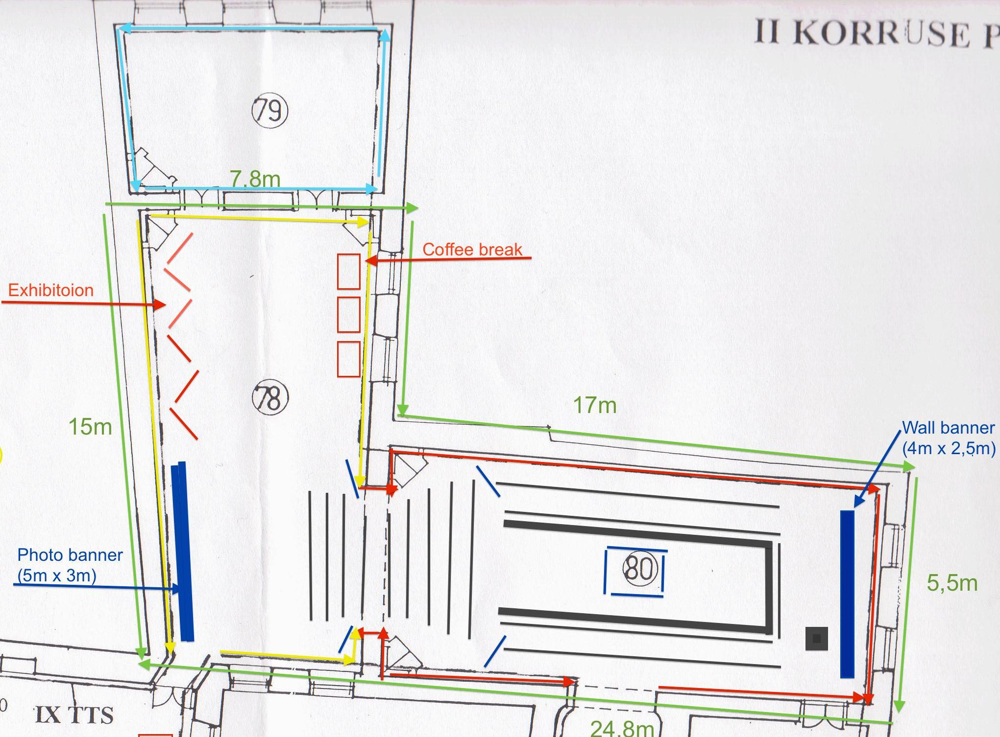 II KORRUSE P
79
7,8m
Coffee break
Exhibitoion
78
17m
15m
Wall banner
(4m x 2,5m)
Photo banner
(5m x 3m)
80
5,5m
IX TTS
24,8m